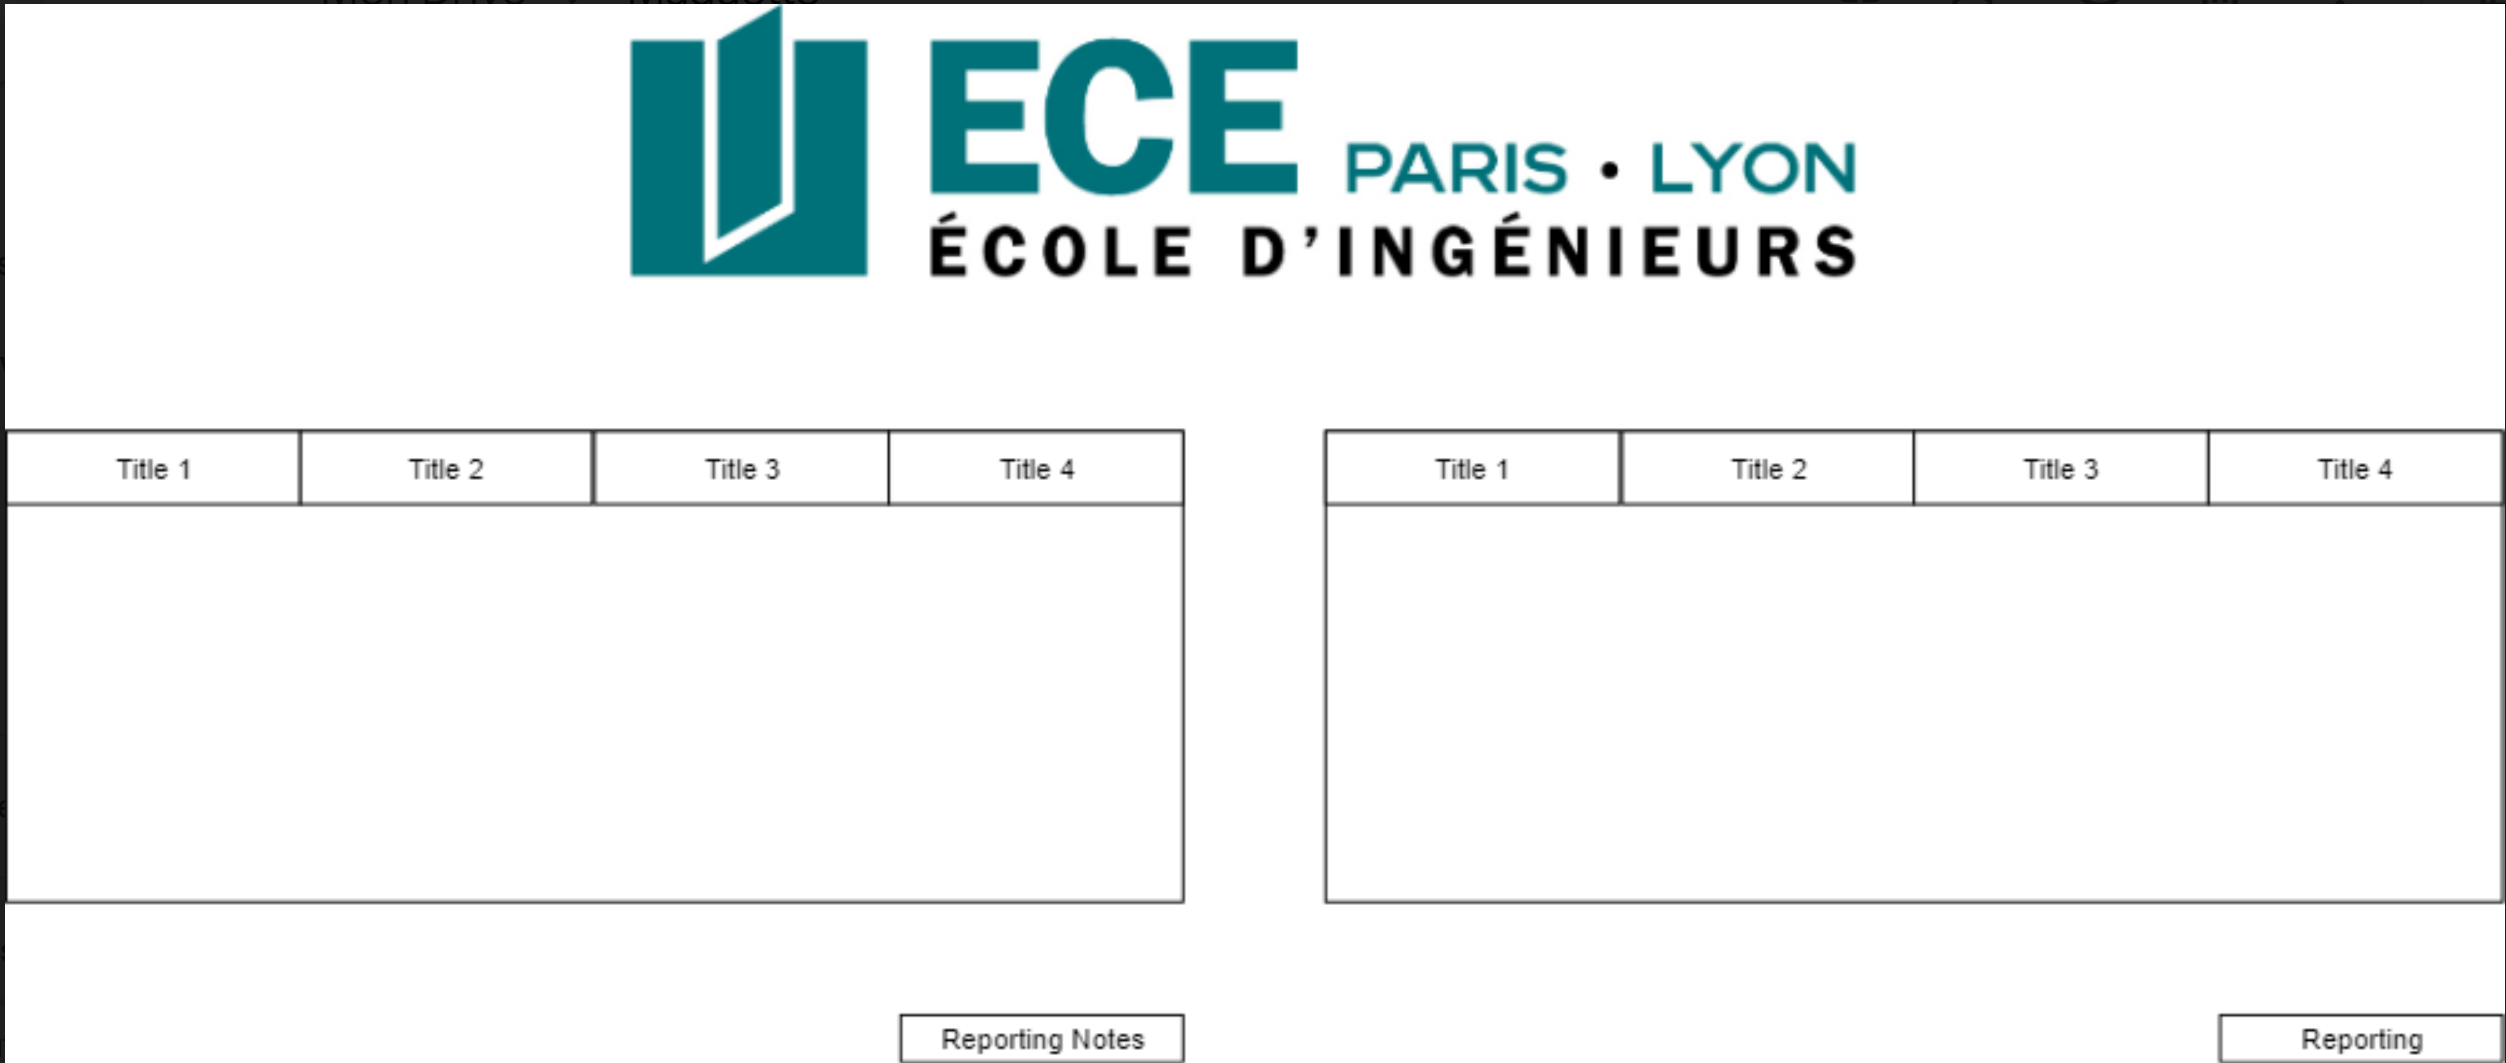 ECE PARIS • LYON
ÉCOLE D’INGÉNIEURS
Title 1 Title 2 Title 3 Title 4 Title 1 Title 2 Title 3 Title 4
Reporting Notes Reporting